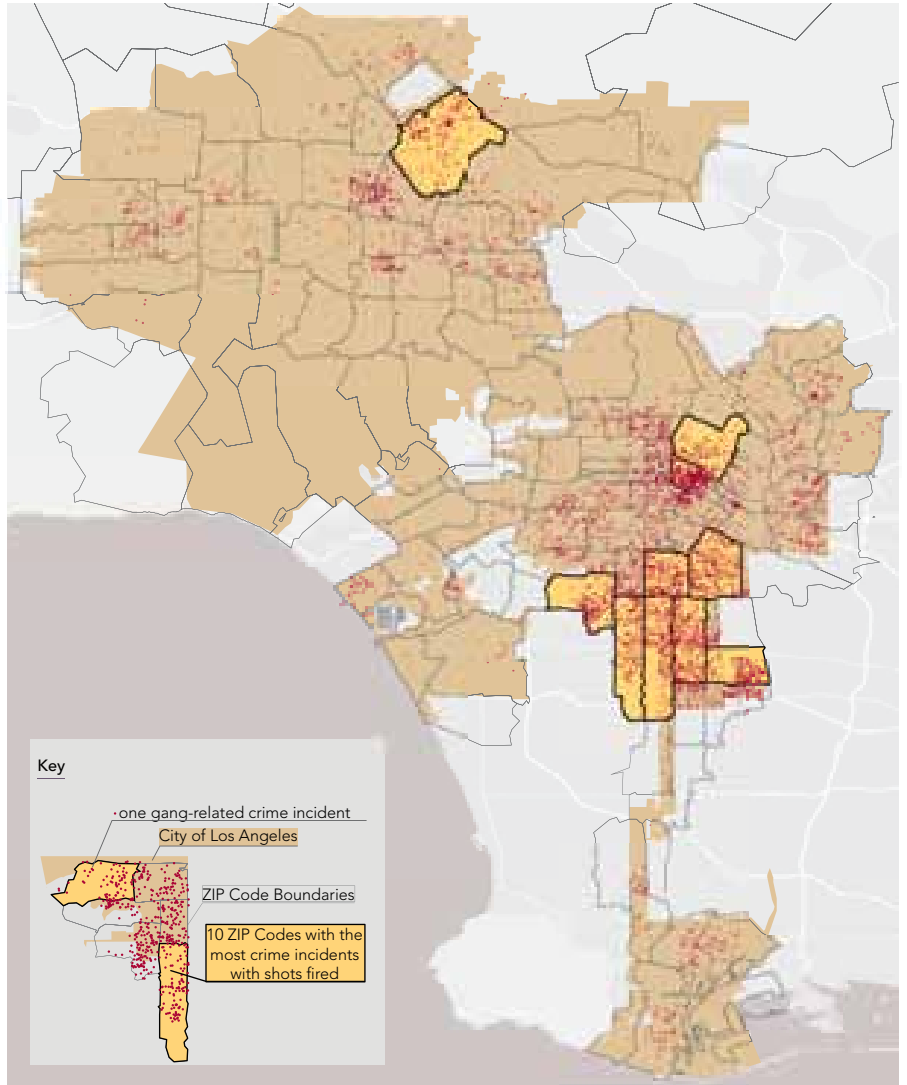 Key
one gang-related crime incident
City of Los Angeles
ZIP Code Boundaries
10 ZIP Codes with the
most crime incidents
with shots fired